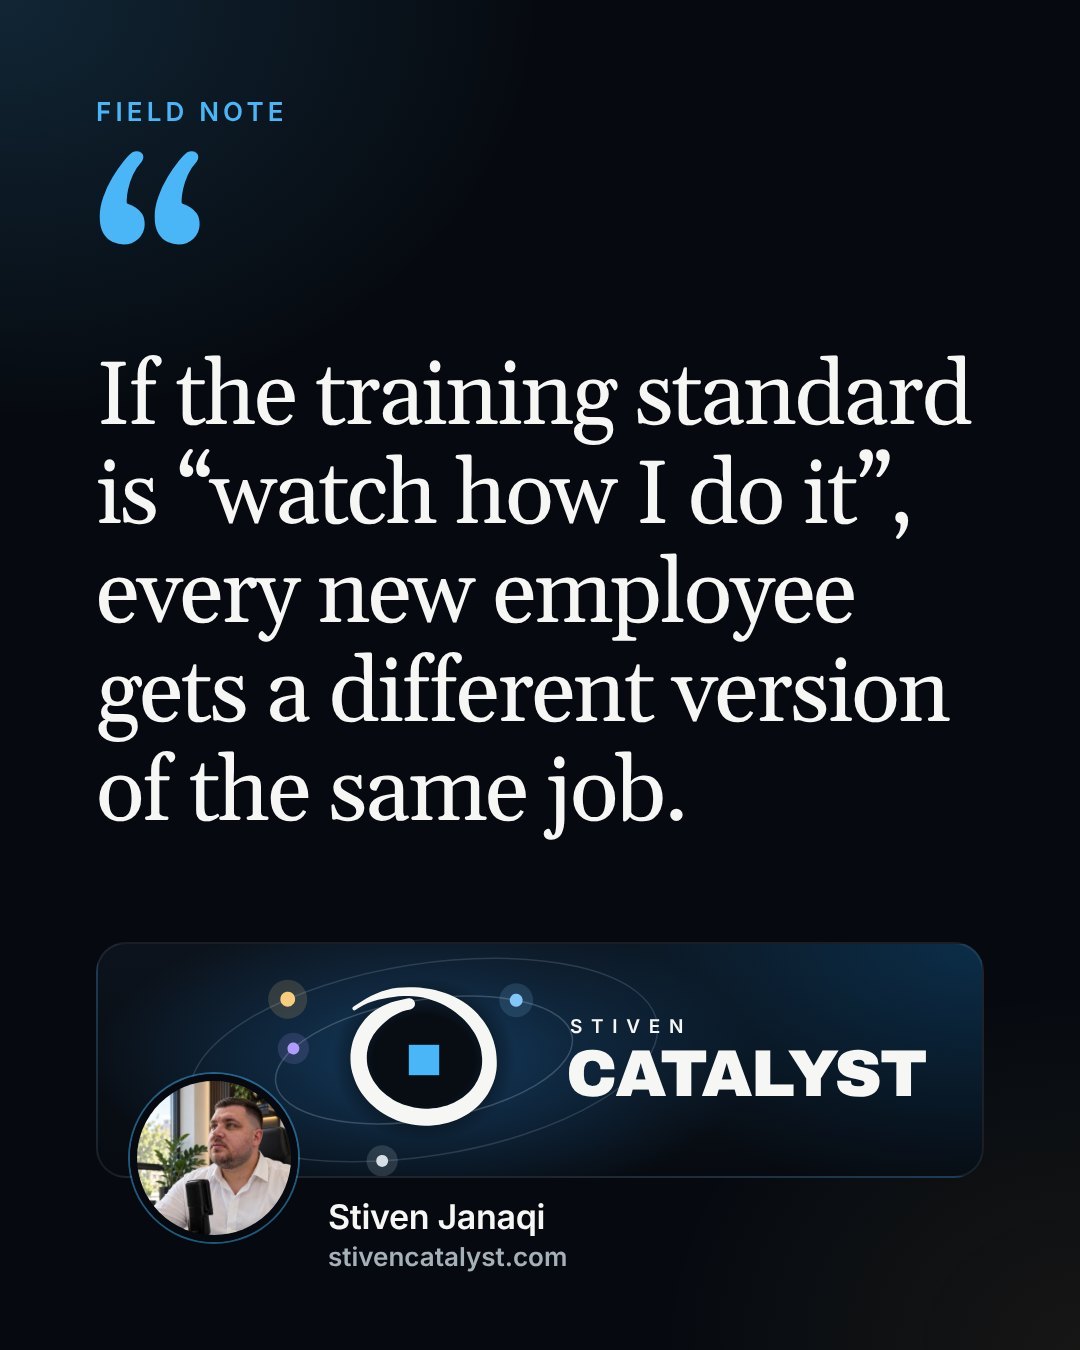 FIELD NOTE
“
If the training standard
is “watch how I do it”,
every new employee
gets a different version
of the same job.
STIVEN
CATALYST
Stiven Janaqi
stivencatalyst.com